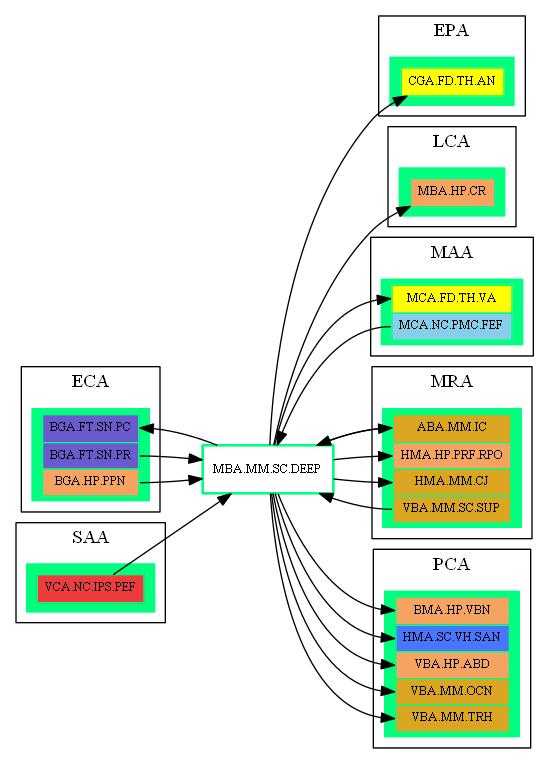 EPA
CGA.FD.TH.AN
LCA
MBA.HP.CR
MAA
MCA.FD.TH.VA
MCA.NC.PMC.FEF
ECA
BGA.FT.SN.PC
BGA.FT.SN.PR
BGA.HP.PPN
MBA.MM.SC.DEEP
MRA
ABA.MM.IC
HMA.HP.PRF.RPO
HMA.MM.CJ
VBA.MM.SC.SUP
SAA
VCA.NC.IPS.PEF
PCA
BMA.HP.VBN
HMA.SC.VH.SAN
VBA.HP.ABD
VBA.MM.OCN
VBA.MM.TRH